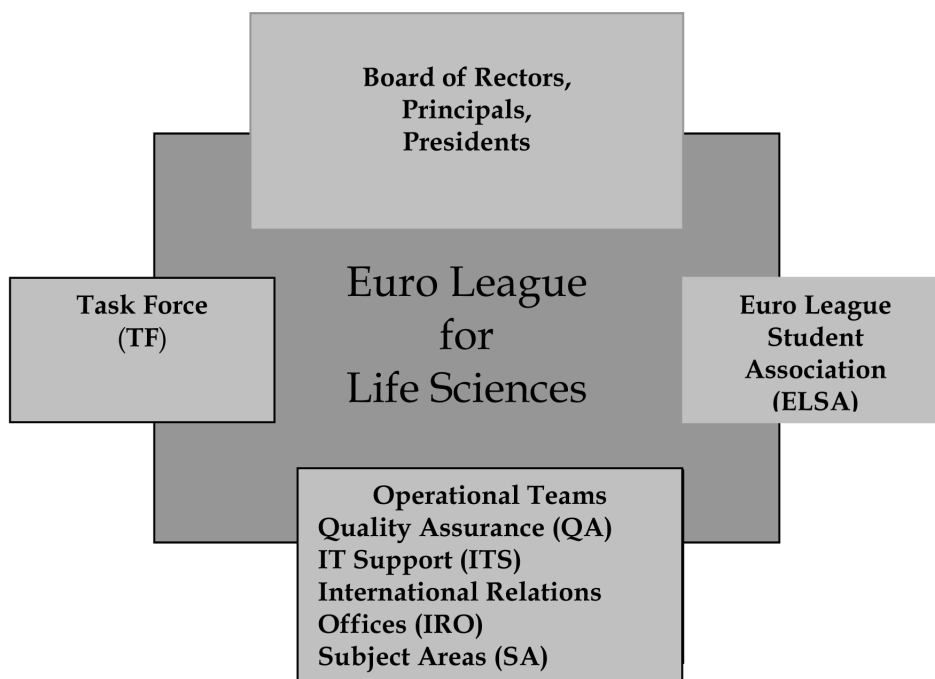 Board of Rectors,
Principals,
Presidents
Euro League
for
Life Sciences
Task Force
(TF)
Euro League
Student
Association
(ELSA)
Operational Teams
Quality Assurance (QA)
IT Support (ITS)
International Relations
Offices (IRO)
Subject Areas (SA)